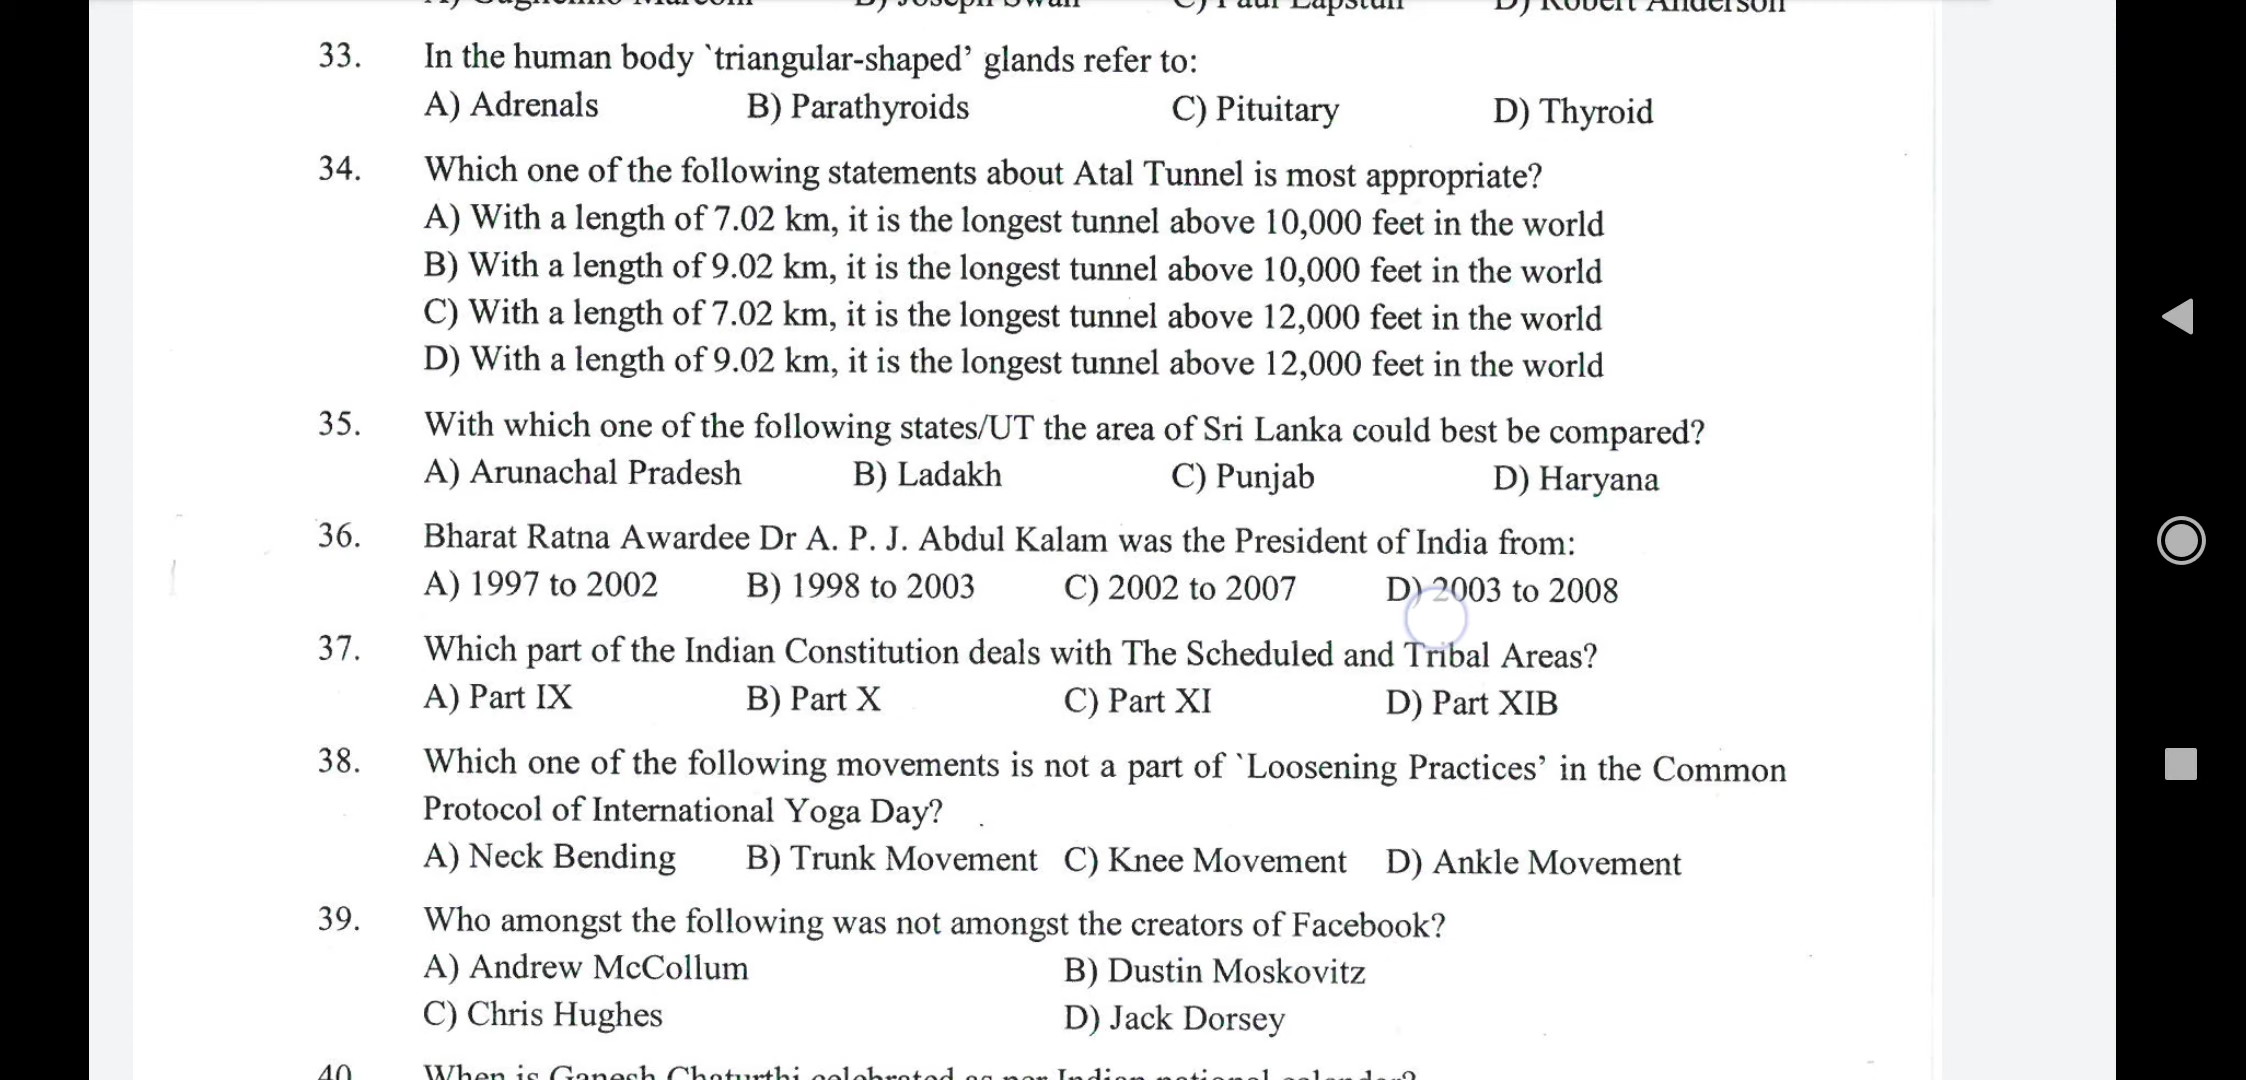 33. In the human body `triangular-shaped’ glands refer to:
A) Adrenals B) Parathyroids C) Pituitary D) Thyroid
34. Which one of the following statements about Atal Tunnel is most appropriate?
A) With a length of 7.02 km, it is the longest tunnel above 10,000 feet in the world
B) With a length of 9.02 km, it is the longest tunnel above 10,000 feet in the world
C) With a length of 7.02 km, it is the longest tunnel above 12,000 feet in the world
D) With a length of 9.02 km, it is the longest tunnel above 12,000 feet in the world
35. With which one of the following states/UT the area of Sri Lanka could best be compared?
A) Arunachal Pradesh B) Ladakh C) Punjab D) Haryana
36. Bharat Ratna Awardee Dr A. P. J. Abdul Kalam was the President of India from:
A) 1997 to 2002 B) 1998 to 2003 C) 2002 to 2007 D) 2003 to 2008
37. Which part of the Indian Constitution deals with The Scheduled and Tribal Areas?
A) Part IX B) Part X C) Part XI D) Part XIB
38. Which one of the following movements is not a part of `Loosening Practices’ in the Common
Protocol of International Yoga Day?
A) Neck Bending B) Trunk Movement C) Knee Movement D) Ankle Movement
39. Who amongst the following was not amongst the creators of Facebook?
A) Andrew McCollum B) Dustin Moskovitz
C) Chris Hughes D) Jack Dorsey
40. When is Ganesh Chaturthi celebrated as per Indian national calendar?